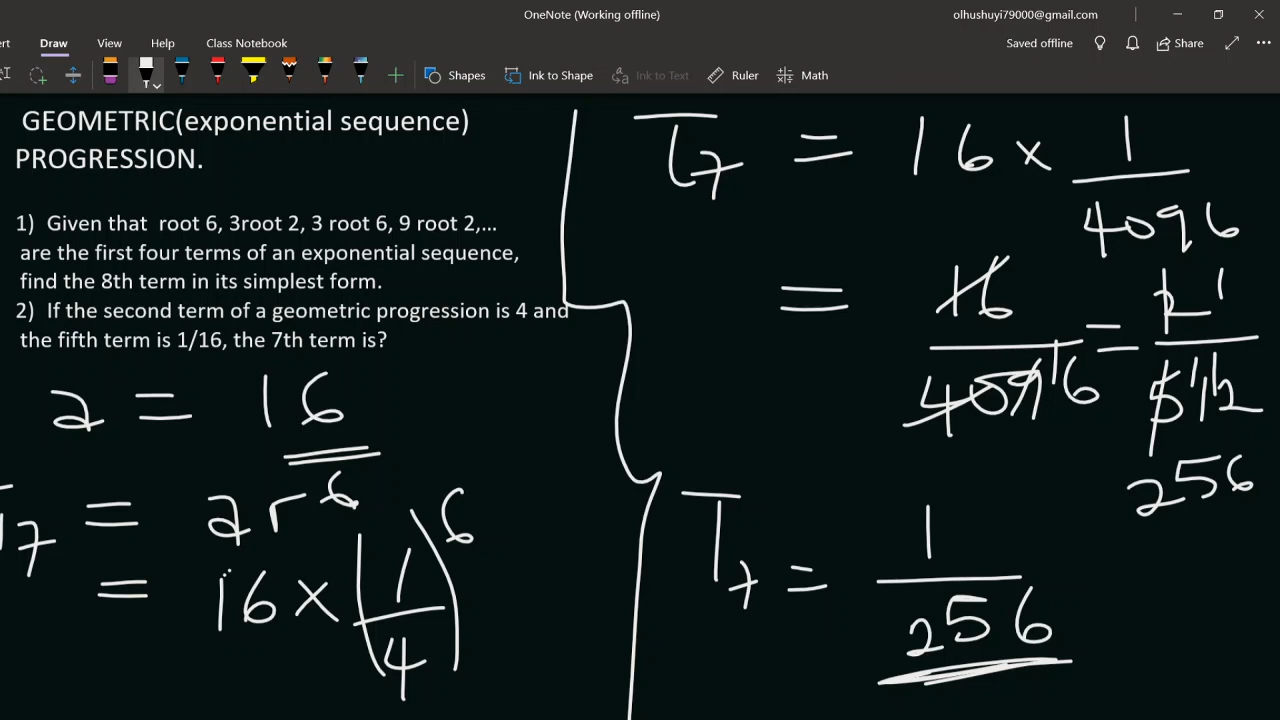 OneNote (Working offline)
olhushuyi79000@gmail.com
Draw View Help Class Notebook
Saved offline Share
Shapes Ink to Shape Ink to Text Ruler Math
GEOMETRIC(exponential sequence)
PROGRESSION.
1) Given that root 6, 3root 2, 3 root 6, 9 root 2,...
are the first four terms of an exponential sequence,
find the 8th term in its simplest form.
2) If the second term of a geometric progression is 4 and
the fifth term is 1/16, the 7th term is?
a = 16
T7 = ar^6
= 16 × (1/4)^6
T7 = 16 × 1/4096
= 16/4096 = 2/512
1
256
T7 = 1/256